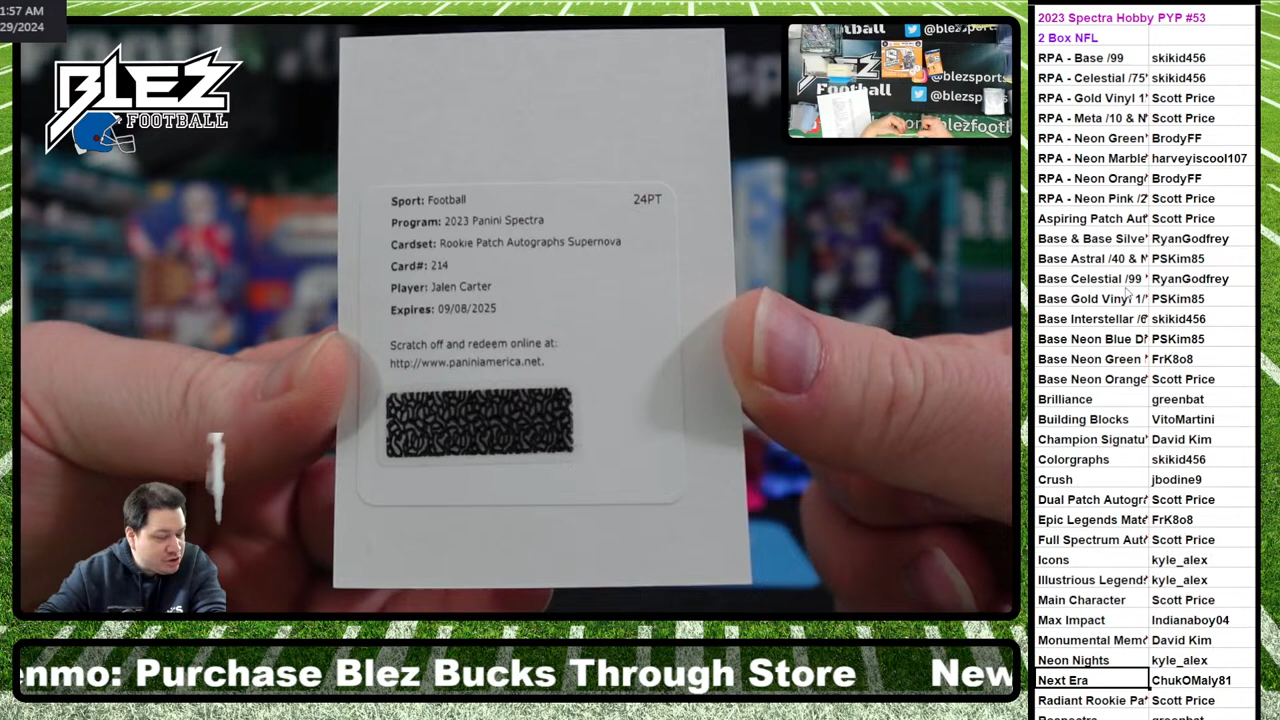 1:57 AM
29/2024
BLEZ
FOOTBALL
Football
@blezsports
Football
@blezsp
blezfootl
Sport: Football
24PT
Program: 2023 Panini Spectra
Cardset: Rookie Patch Autographs Supernova
Card#: 214
Player: Jalen Carter
Expires: 09/08/2025
Scratch off and redeem online at:
http://www.paniniamerica.net.
enmo: Purchase Blez Bucks Through Store New
2023 Spectra Hobby PYP #53
2 Box NFL
RPA - Base /99 skikid456
RPA - Celestial /75 skikid456
RPA - Gold Vinyl 1 Scott Price
RPA - Meta /10 & N Scott Price
RPA - Neon Green BrodyFF
RPA - Neon Marble harveyiscool107
RPA - Neon Orang BrodyFF
RPA - Neon Pink /2 Scott Price
Aspiring Patch Aut Scott Price
Base & Base Silve RyanGodfrey
Base Astral /40 & N PSKim85
Base Celestial /99 RyanGodfrey
Base Gold Vinyl 1/ PSKim85
Base Interstellar /6 skikid456
Base Neon Blue D PSKim85
Base Neon Green FrK8o8
Base Neon Orange Scott Price
Brilliance greenbat
Building Blocks VitoMartini
Champion Signatu David Kim
Colorgraphs skikid456
Crush jbodine9
Dual Patch Autogr Scott Price
Epic Legends Mate FrK8o8
Full Spectrum Aut Scott Price
Icons kyle_alex
Illustrious Legend kyle_alex
Main Character Scott Price
Max Impact Indianaboy04
Monumental Mem David Kim
Neon Nights kyle_alex
Next Era ChukOMaly81
Radiant Rookie Pa Scott Price